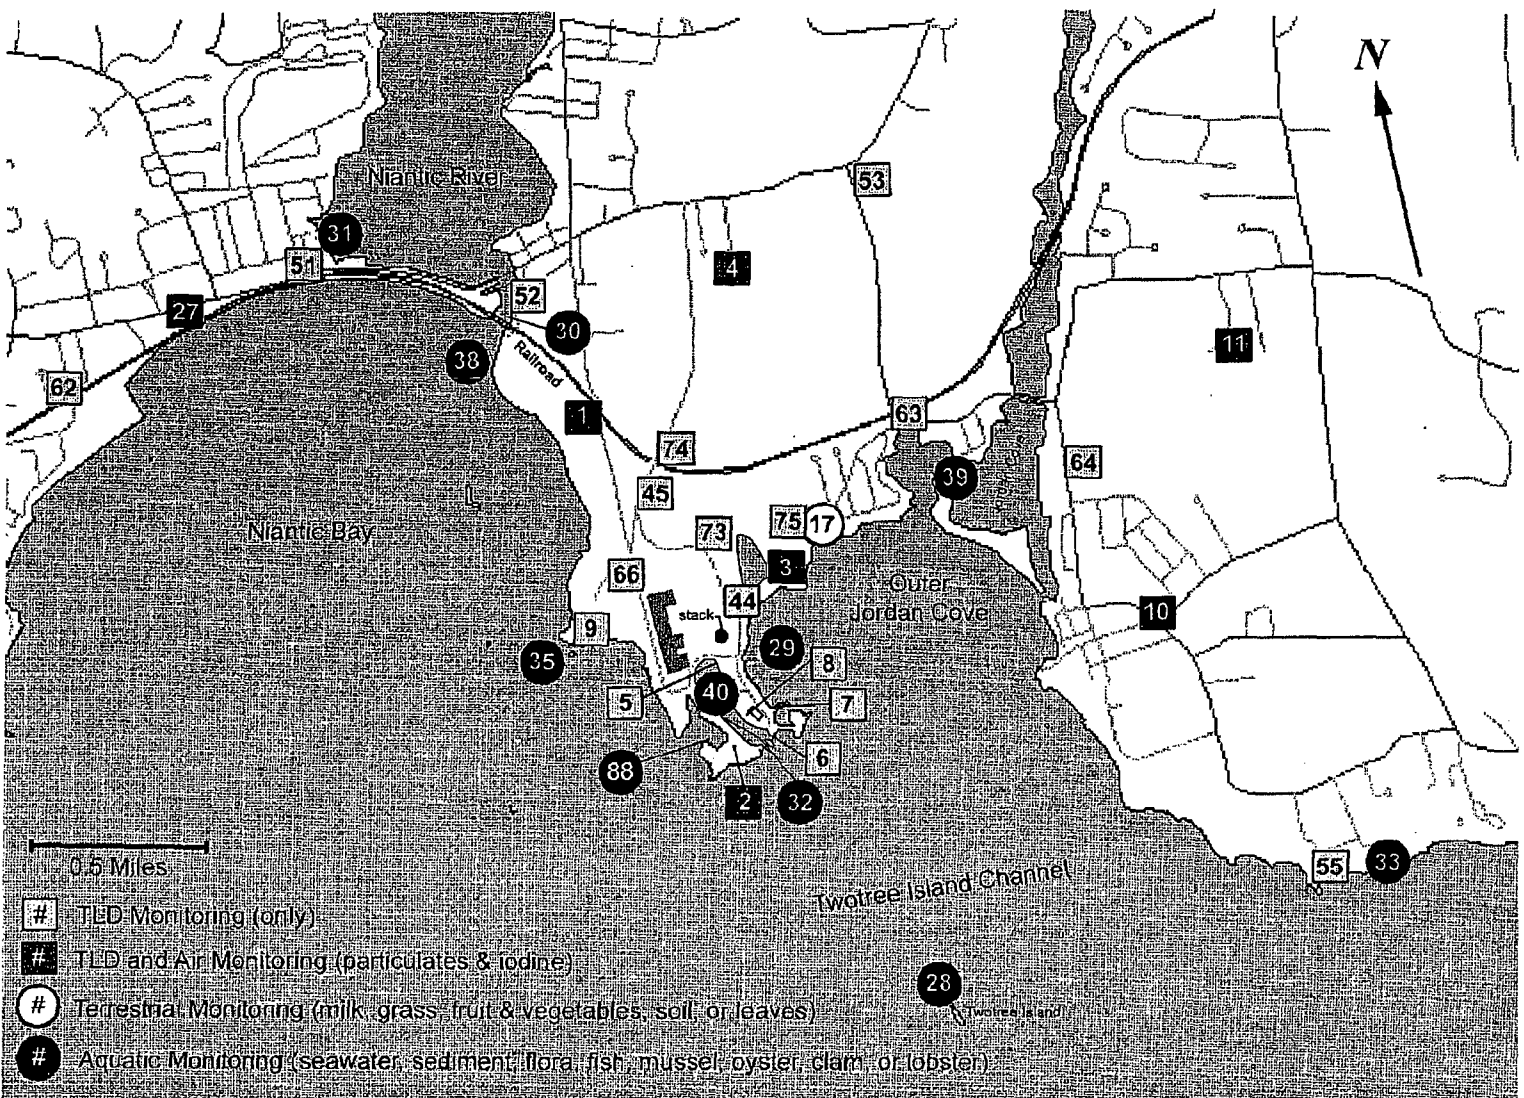 N
53
Niantic River
31
51
4
52
27
30
11
38
Railroad
62
1
63
74
64
39
45
Niantic Bay
73
75
17
3
66
Outer
Jordan Cove
44
10
stack
9
29
35
8
5
40
7
6
88
2
32
0.5 Miles
55
33
Twotree Island Channel
# TLD Monitoring (only)
# TLD and Air Monitoring (particulates & iodine)
28
Twotree Island
# Terrestrial Monitoring (milk, grass, fruit & vegetables, soil, or leaves)
# Aquatic Monitoring (seawater, sediment, flora, fish, mussel, oyster, clam, or lobster)